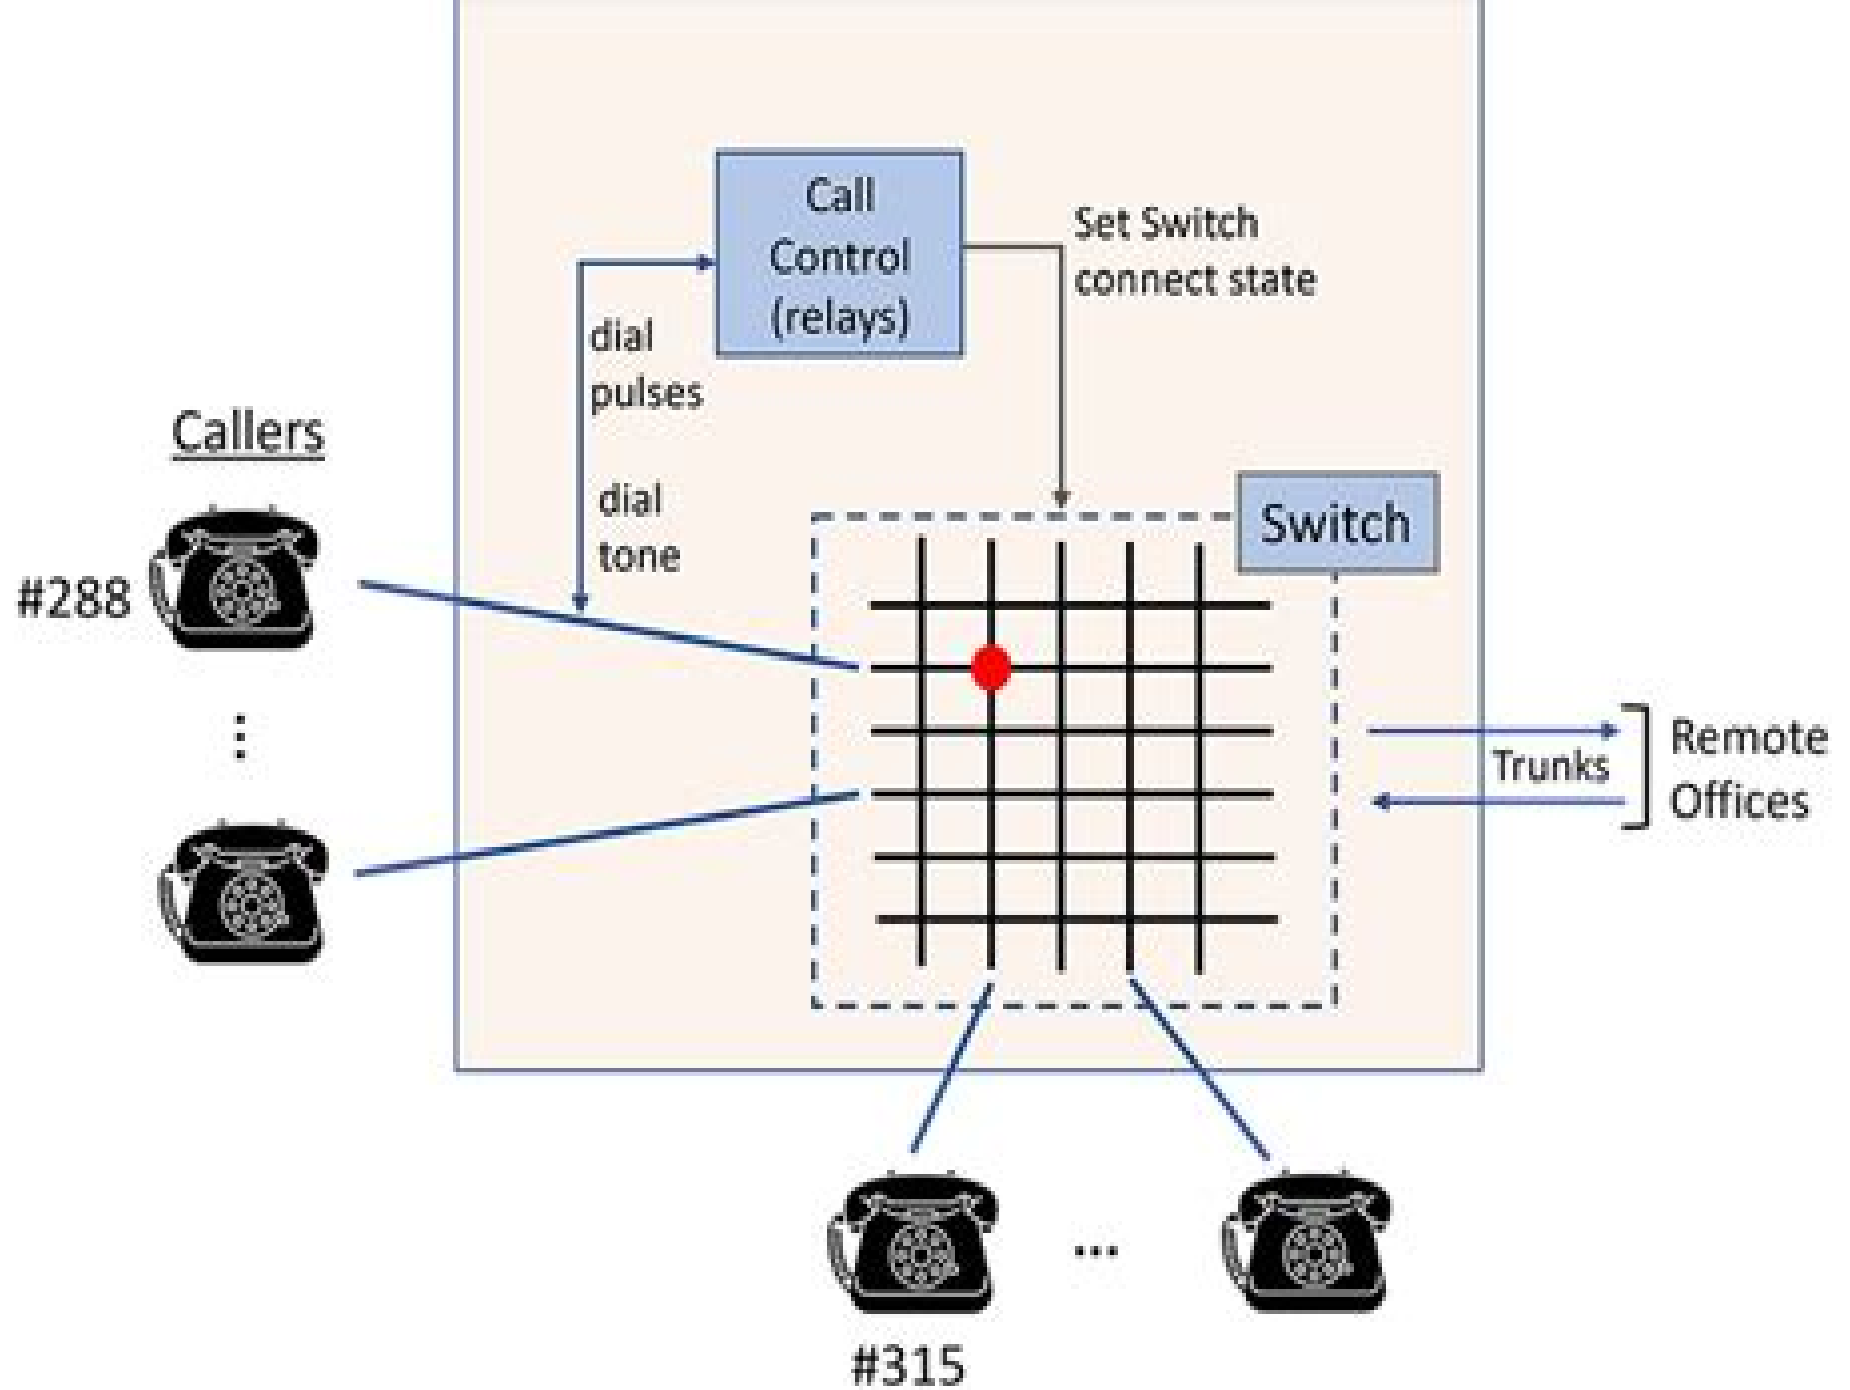 Call
Control
(relays)
Set Switch
connect state
dial
pulses
Callers
dial
tone
Switch
#288
Trunks
Remote
Offices
#315